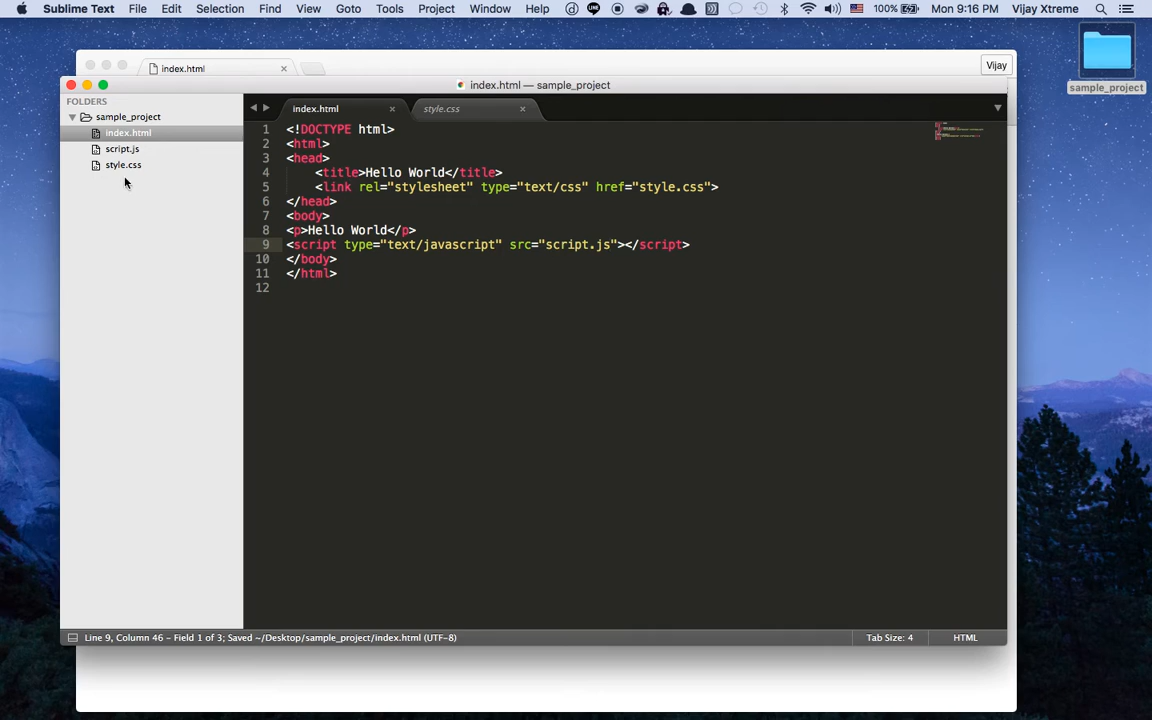 Sublime Text File Edit Selection Find View Goto Tools Project Window Help 100% Mon 9:16 PM Vijay Xtreme
index.html
Vijay
sample_project
index.html — sample_project
FOLDERS
sample_project
index.html
script.js
style.css
index.html style.css
1 <!DOCTYPE html>
2 <html>
3 <head>
4 <title>Hello World</title>
5 <link rel="stylesheet" type="text/css" href="style.css">
6 </head>
7 <body>
8 <p>Hello World</p>
9 <script type="text/javascript" src="script.js"></script>
10 </body>
11 </html>
12
Line 9, Column 46 – Field 1 of 3; Saved ~/Desktop/sample_project/index.html (UTF-8) Tab Size: 4 HTML